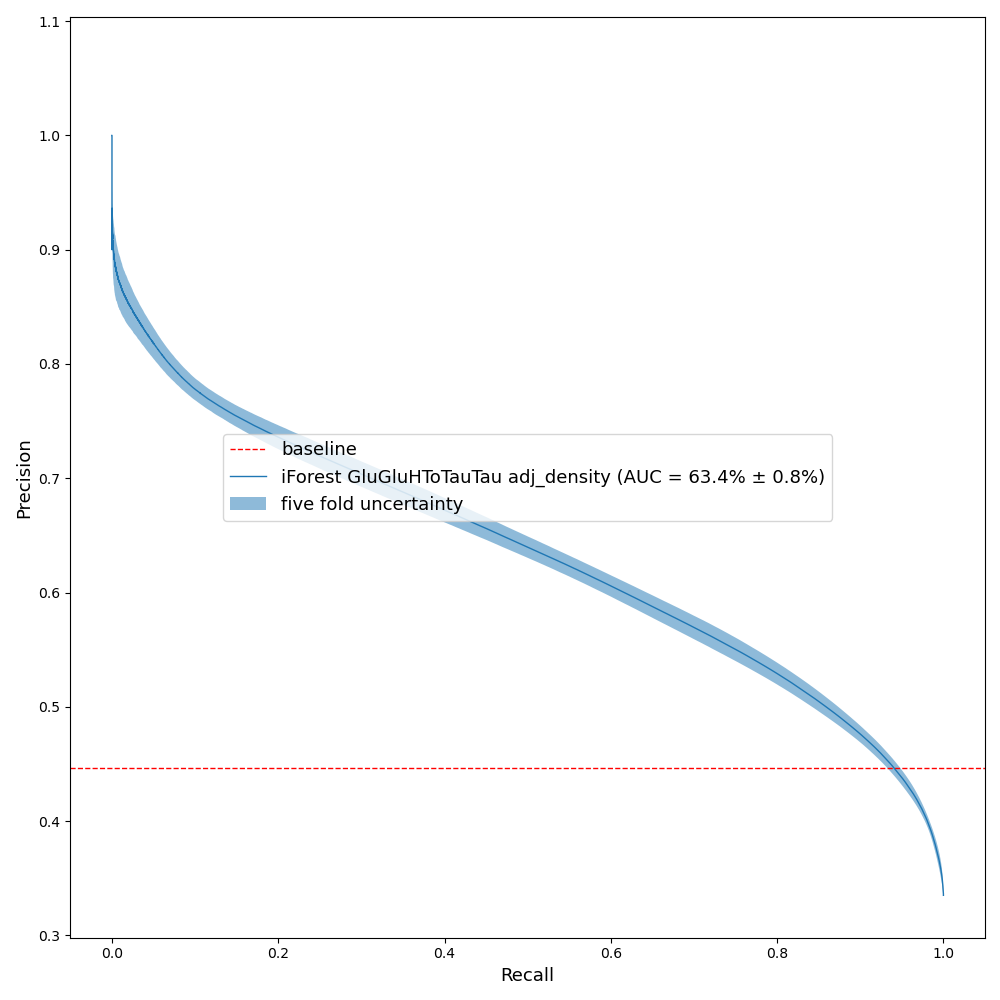 1.1
1.0
0.9
0.8
0.7
0.6
0.5
0.4
0.3
Precision
baseline
iForest GluGluHToTauTau adj_density (AUC = 63.4% ± 0.8%)
five fold uncertainty
0.0 0.2 0.4 0.6 0.8 1.0
Recall